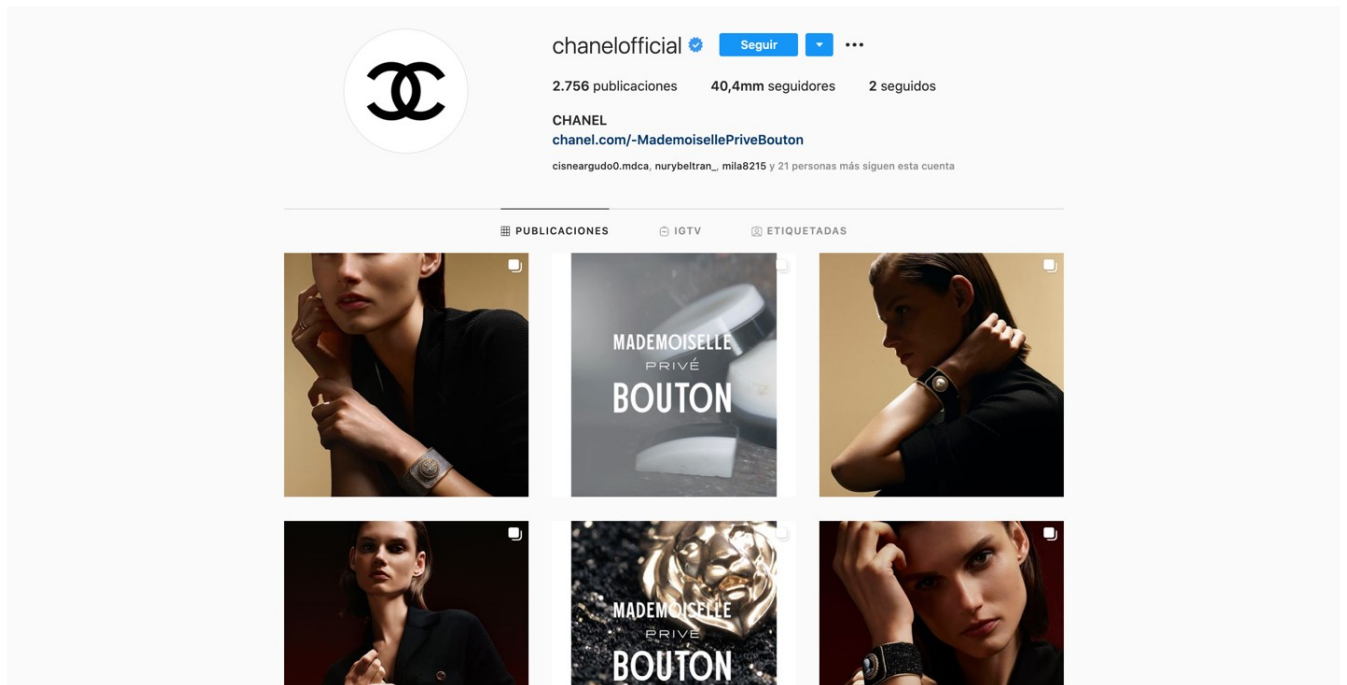 chanelofficial Seguir
2.756 publicaciones 40,4mm seguidores 2 seguidos
CHANEL
chanel.com/-MademoisellePriveBouton
cisneargudo0.mdca, nurybeltran_, mila8215 y 21 personas más siguen esta cuenta
PUBLICACIONES IGTV ETIQUETADAS
MADEMOISELLE
PRIVÉ
BOUTON
MADEMOISELLE
PRIVÉ
BOUTON